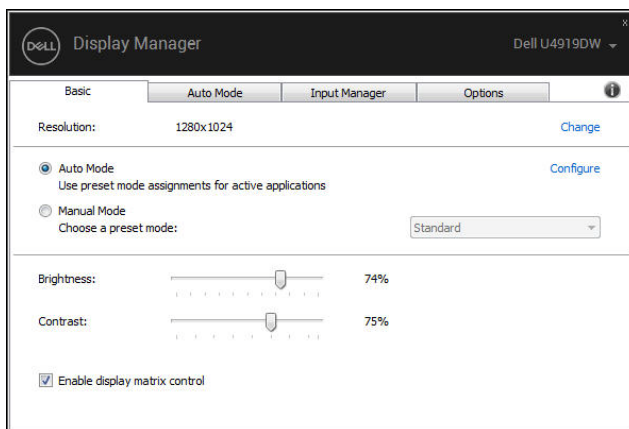 x
DELL Display Manager Dell U4919DW
Basic Auto Mode Input Manager Options i
Resolution: 1280x1024 Change
Auto Mode Configure
Use preset mode assignments for active applications
Manual Mode
Choose a preset mode: Standard
Brightness: 74%
Contrast: 75%
Enable display matrix control